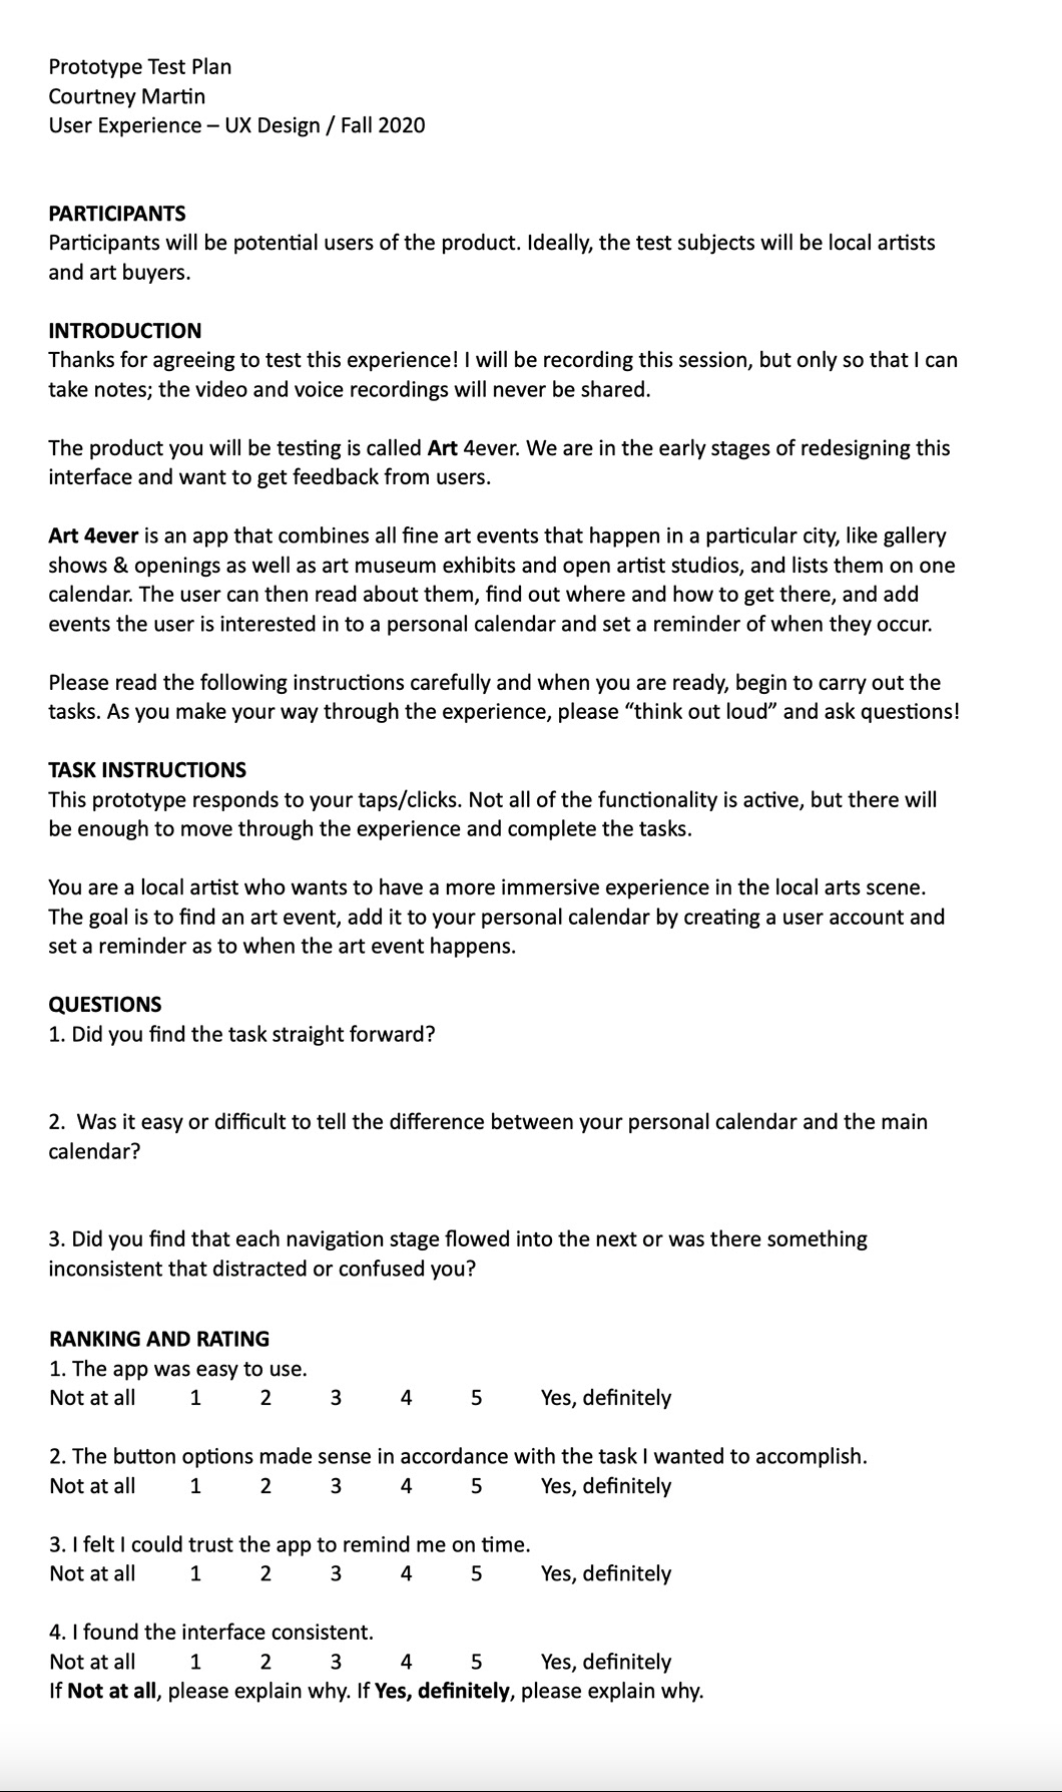 Prototype Test Plan
Courtney Martin
User Experience – UX Design / Fall 2020
PARTICIPANTS
Participants will be potential users of the product. Ideally, the test subjects will be local artists
and art buyers.
INTRODUCTION
Thanks for agreeing to test this experience! I will be recording this session, but only so that I can
take notes; the video and voice recordings will never be shared.
The product you will be testing is called Art 4ever. We are in the early stages of redesigning this
interface and want to get feedback from users.
Art 4ever is an app that combines all fine art events that happen in a particular city, like gallery
shows & openings as well as art museum exhibits and open artist studios, and lists them on one
calendar. The user can then read about them, find out where and how to get there, and add
events the user is interested in to a personal calendar and set a reminder of when they occur.
Please read the following instructions carefully and when you are ready, begin to carry out the
tasks. As you make your way through the experience, please “think out loud” and ask questions!
TASK INSTRUCTIONS
This prototype responds to your taps/clicks. Not all of the functionality is active, but there will
be enough to move through the experience and complete the tasks.
You are a local artist who wants to have a more immersive experience in the local arts scene.
The goal is to find an art event, add it to your personal calendar by creating a user account and
set a reminder as to when the art event happens.
QUESTIONS
1. Did you find the task straight forward?
2.  Was it easy or difficult to tell the difference between your personal calendar and the main
calendar?
3. Did you find that each navigation stage flowed into the next or was there something
inconsistent that distracted or confused you?
RANKING AND RATING
1. The app was easy to use.
Not at all 1 2 3 4 5 Yes, definitely
2. The button options made sense in accordance with the task I wanted to accomplish.
Not at all 1 2 3 4 5 Yes, definitely
3. I felt I could trust the app to remind me on time.
Not at all 1 2 3 4 5 Yes, definitely
4. I found the interface consistent.
Not at all 1 2 3 4 5 Yes, definitely
If Not at all, please explain why. If Yes, definitely, please explain why.